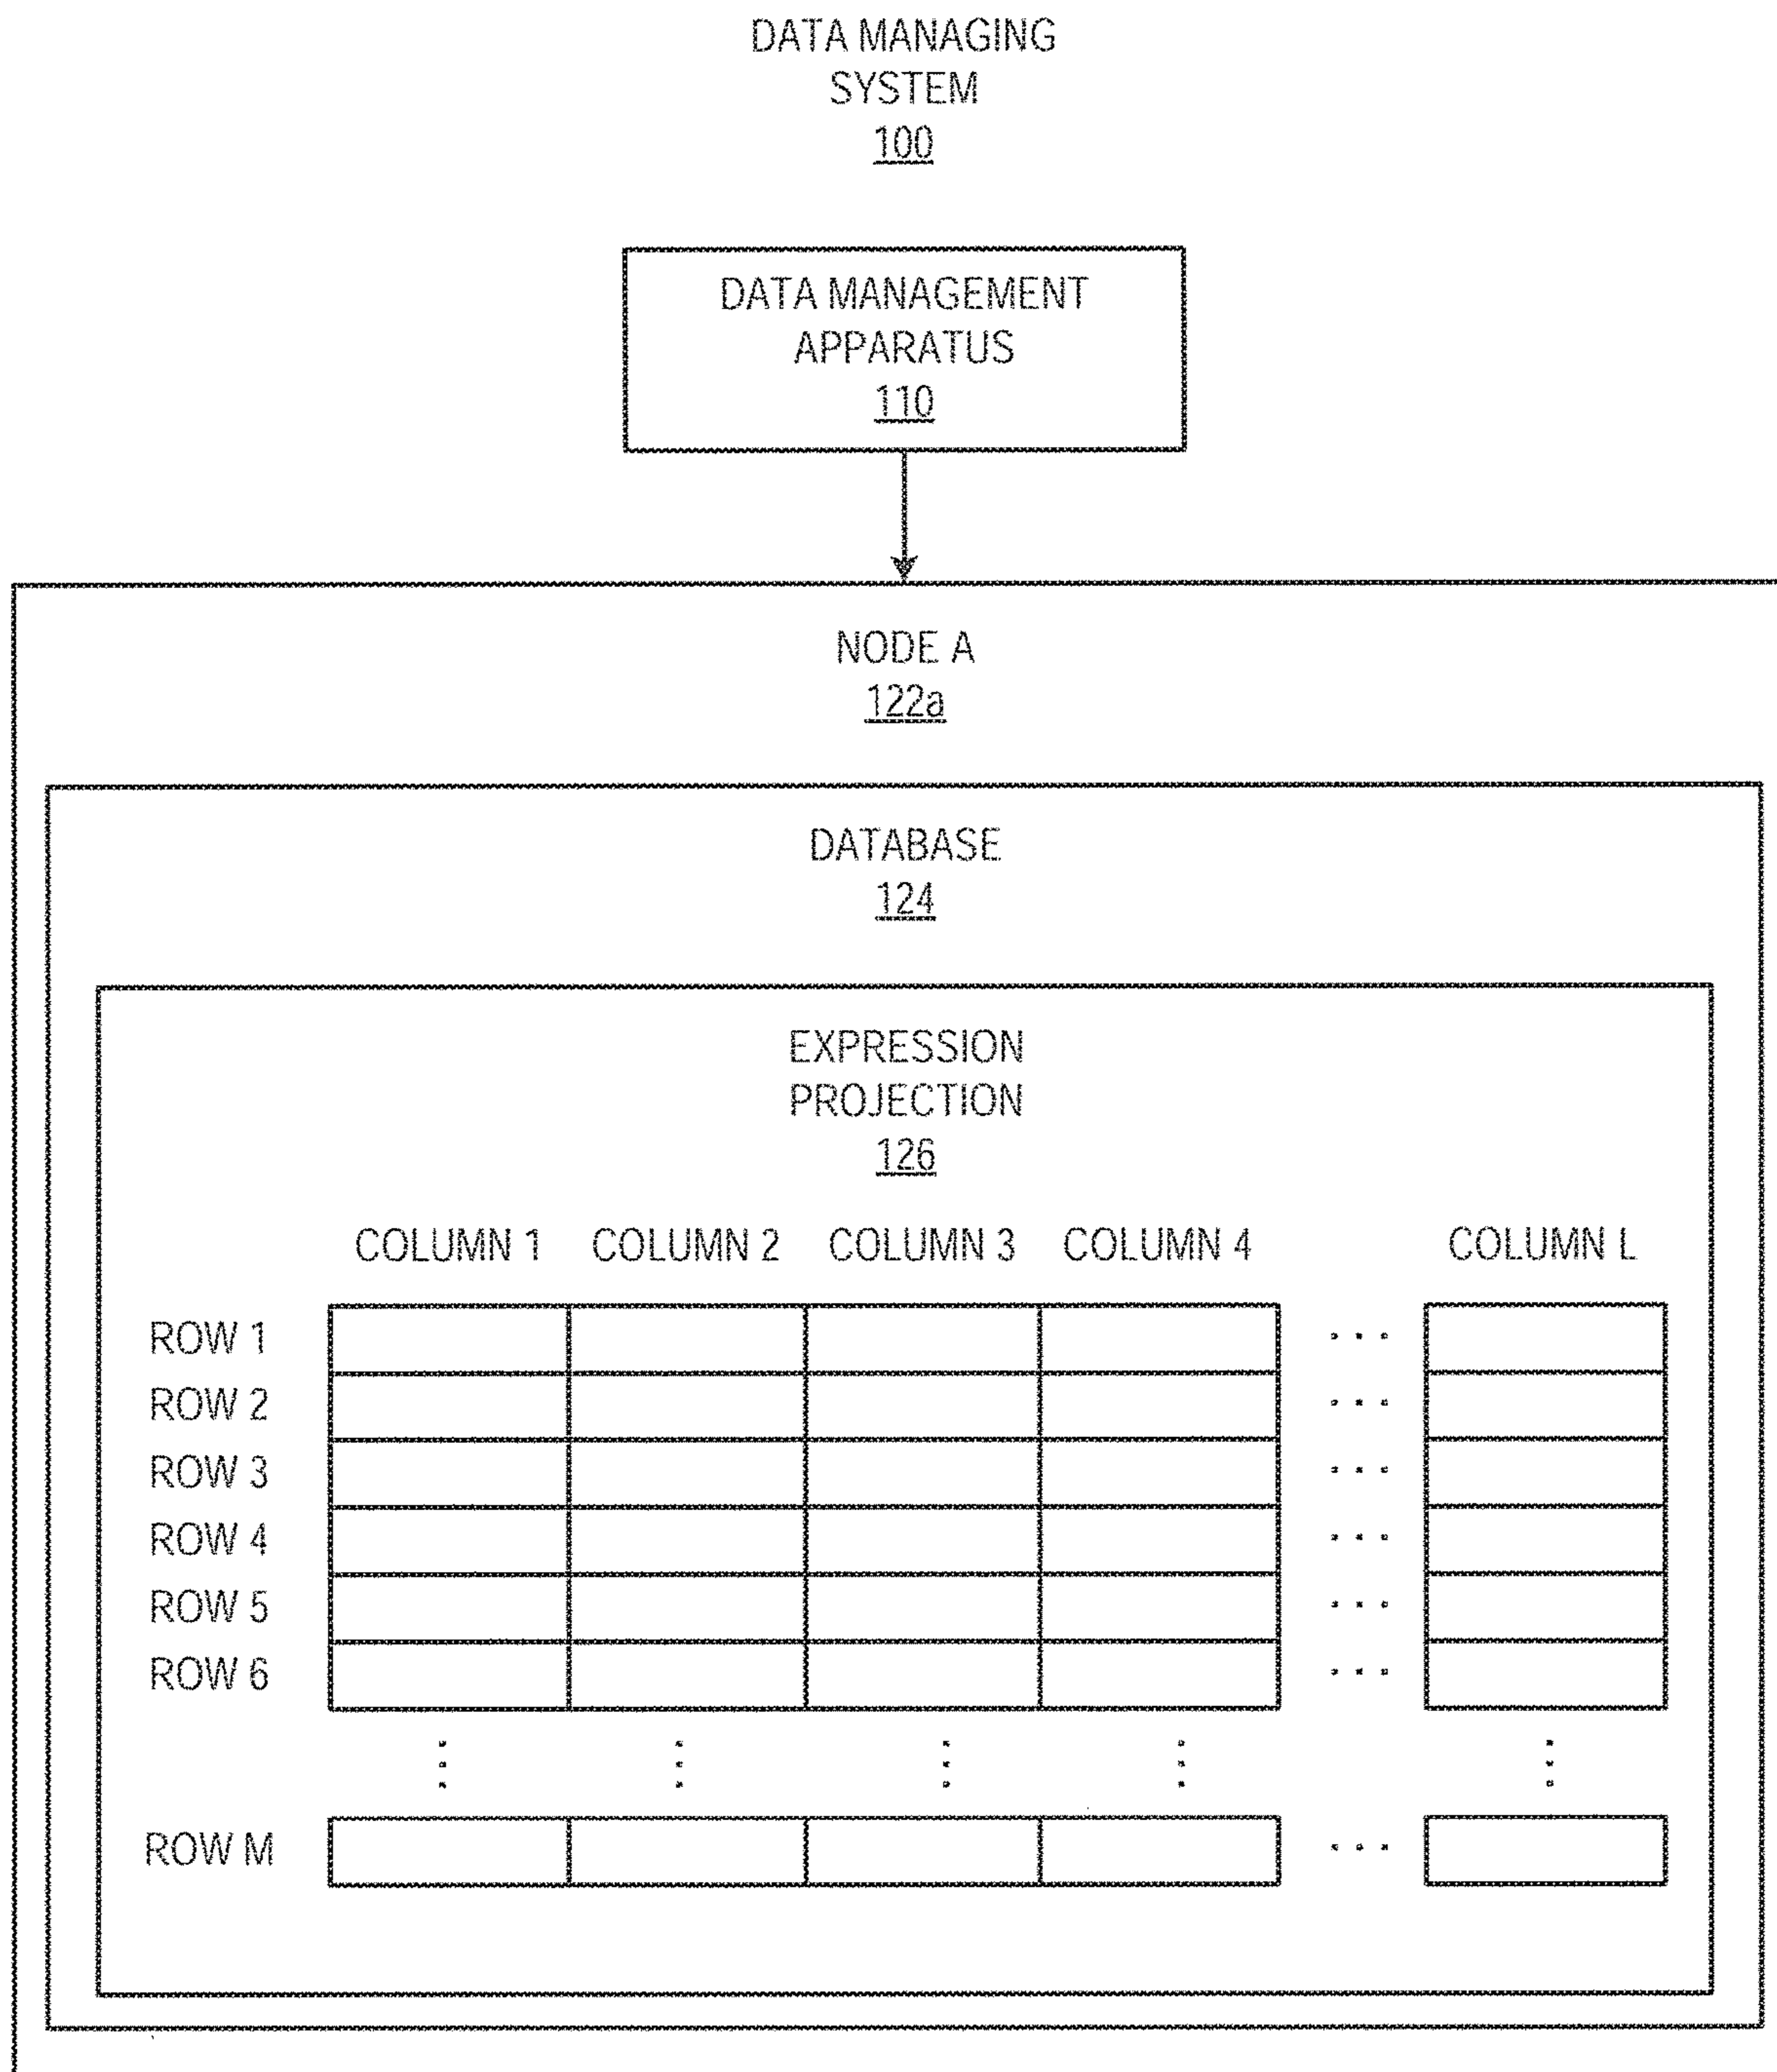 DATA MANAGING
SYSTEM
100
DATA MANAGEMENT
APPARATUS
110
NODE A
122a
DATABASE
124
EXPRESSION
PROJECTION
126
COLUMN 1 COLUMN 2 COLUMN 3 COLUMN 4 COLUMN L
ROW 1 ...
ROW 2 ...
ROW 3 ...
ROW 4 ...
ROW 5 ...
ROW 6 ...
ROW M ...